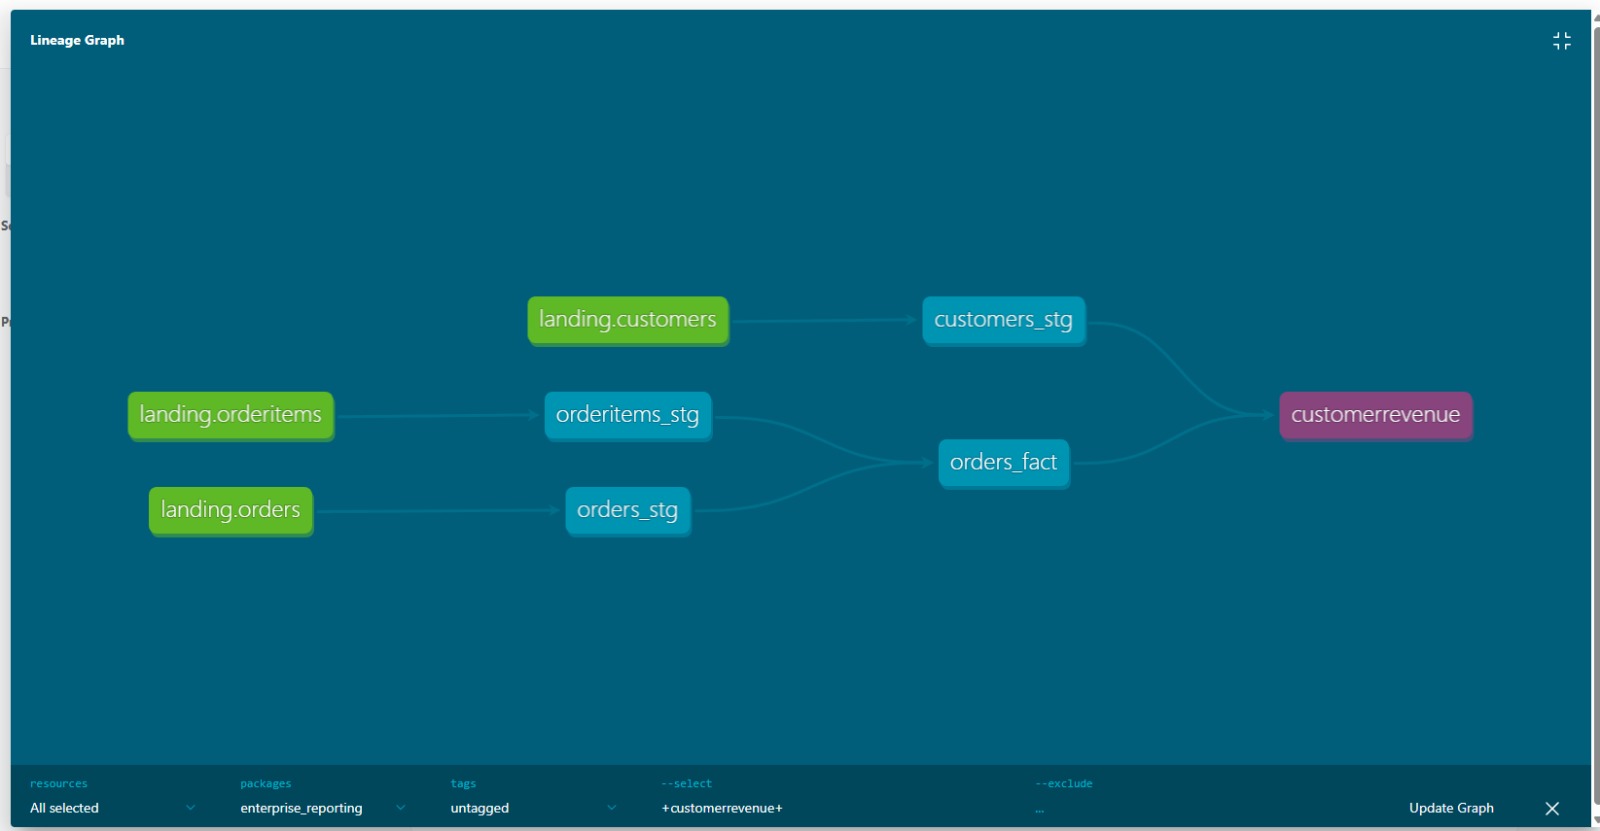 Lineage Graph
landing.customers
customers_stg
landing.orderitems
orderitems_stg
customerrevenue
orders_fact
landing.orders
orders_stg
resources
packages
tags
--select
--exclude
All selected
enterprise_reporting
untagged
+customerrevenue+
...
Update Graph